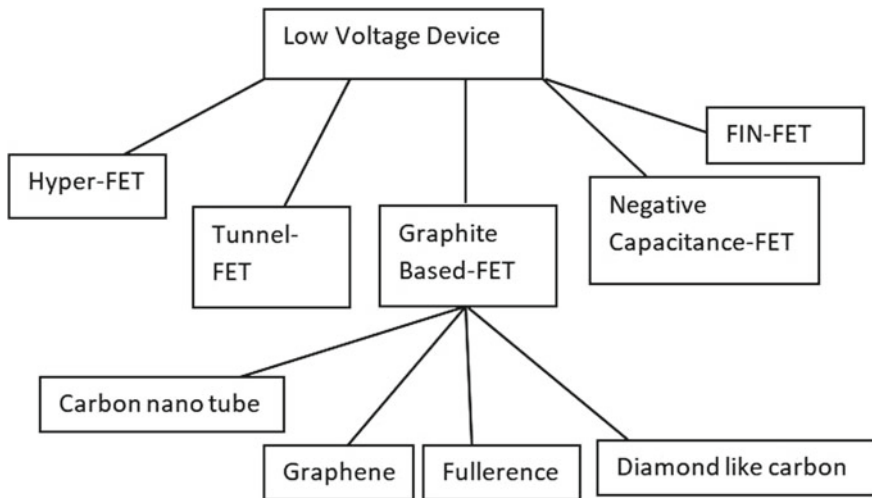 Low Voltage Device
FIN-FET
Hyper-FET
Negative
Capacitance-FET
Tunnel-
FET
Graphite
Based-FET
Carbon nano tube
Graphene
Fullerence
Diamond like carbon